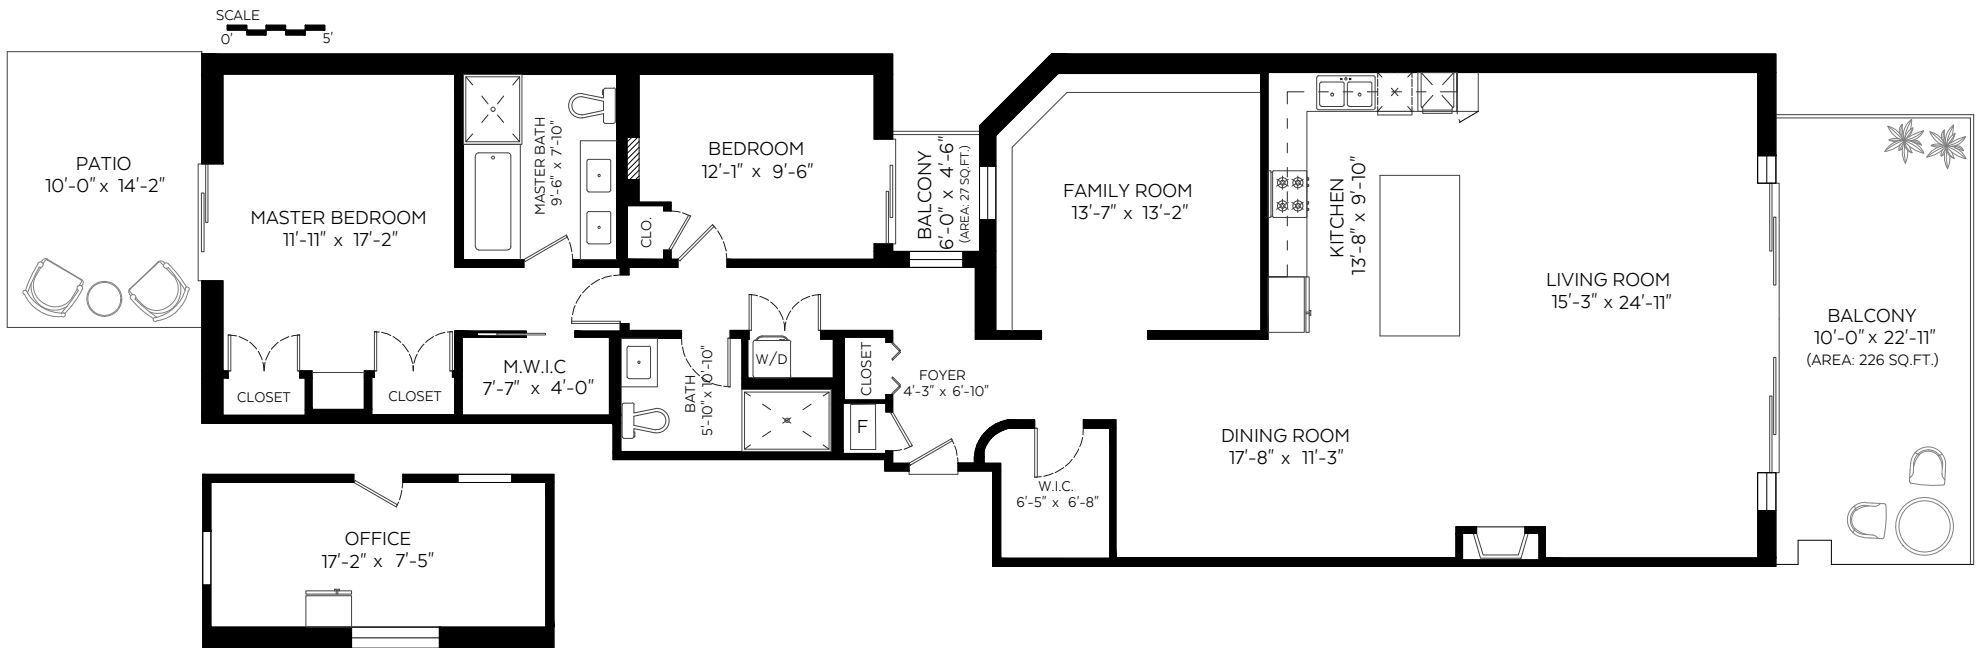 SCALE
0' 5'
PATIO
10'-0" x 14'-2"
MASTER BEDROOM
11'-11" x 17'-2"
MASTER BATH
9'-6" x 7'-10"
BEDROOM
12'-1" x 9'-6"
CLO.
BALCONY
6'-0" x 4'-6"
(AREA: 27 SQ.FT.)
FAMILY ROOM
13'-7" x 13'-2"
KITCHEN
13'-8" x 9'-10"
LIVING ROOM
15'-3" x 24'-11"
BALCONY
10'-0" x 22'-11"
(AREA: 226 SQ.FT.)
CLOSET
CLOSET
M.W.I.C
7'-7" x 4'-0"
BATH
5'-10" x 10'-10"
W/D
CLOSET
F
FOYER
4'-3" x 6'-10"
W.I.C.
6'-5" x 6'-8"
DINING ROOM
17'-8" x 11'-3"
OFFICE
17'-2" x 7'-5"